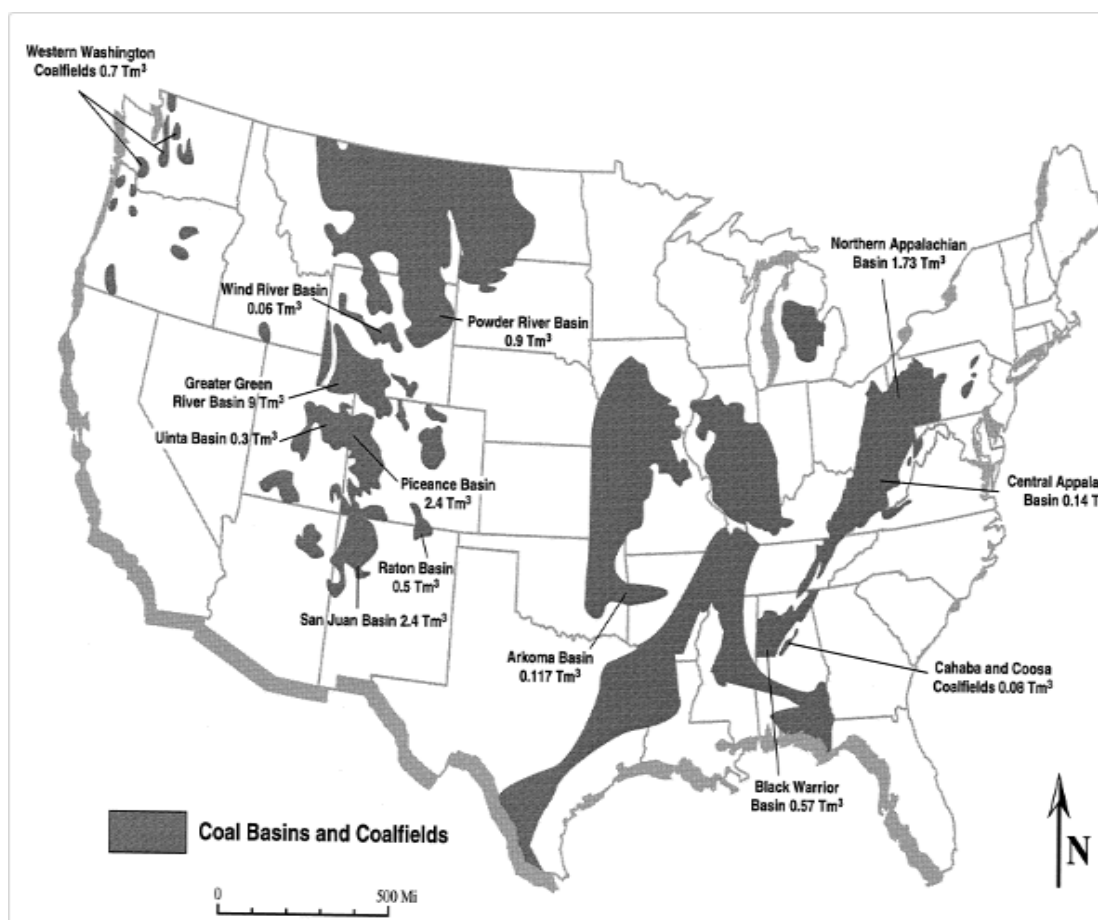 Western Washington
Coalfields 0.7 Tm³
Northern Appalachian
Basin 1.73 Tm³
Wind River Basin
0.06 Tm³
Powder River Basin
0.9 Tm³
Greater Green
River Basin 9 Tm³
Uinta Basin 0.3 Tm³
Piceance Basin
2.4 Tm³
Central Appala
Basin 0.14 T
Raton Basin
0.5 Tm³
San Juan Basin 2.4 Tm³
Arkoma Basin
0.117 Tm³
Cahaba and Coosa
Coalfields 0.06 Tm³
Black Warrior
Basin 0.57 Tm³
Coal Basins and Coalfields
N
0 500 Mi